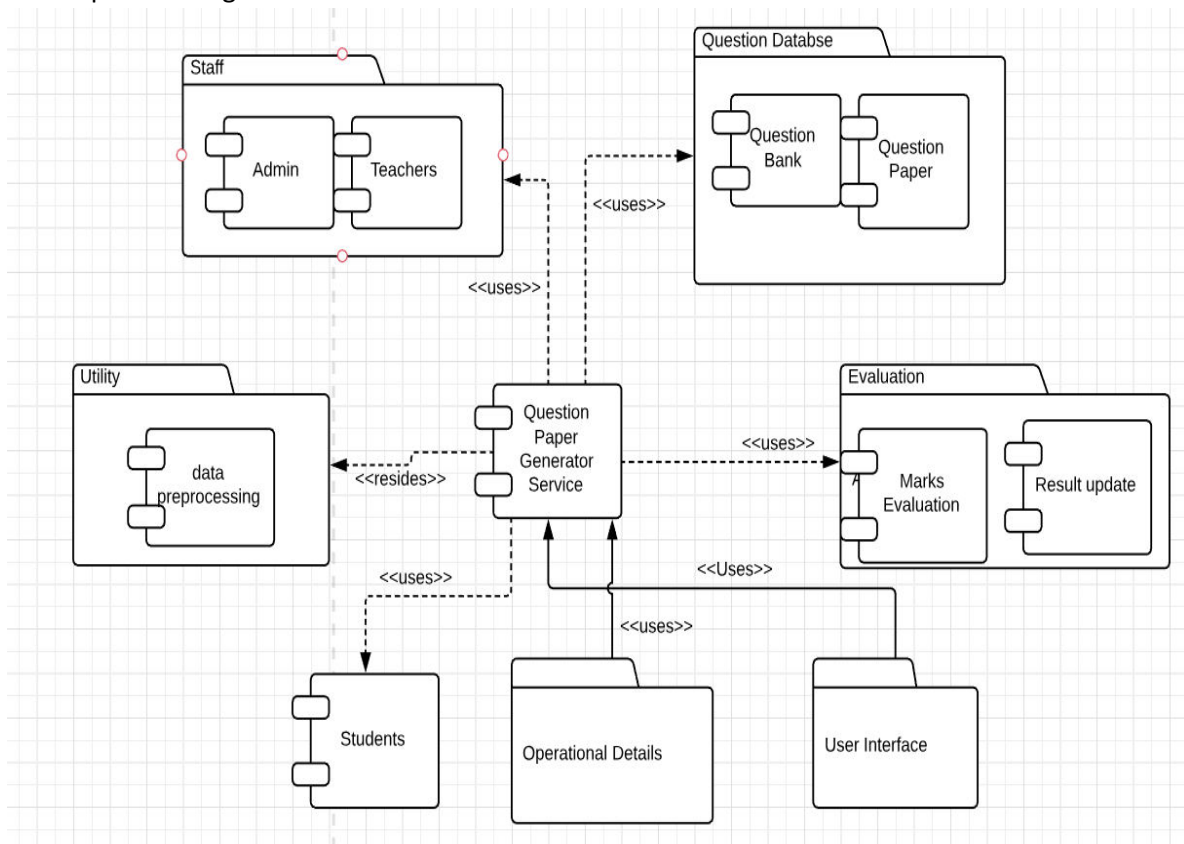 Staff
Question Databse
Admin
Teachers
Question
Bank
Question
Paper
<<uses>>
<<uses>>
Utility
data
preprocessing
<<resides>>
Question
Paper
Generator
Service
<<uses>>
Evaluation
A
Marks
Evaluation
Result update
<<uses>>
<<Uses>>
<<uses>>
Students
Operational Details
User Interface